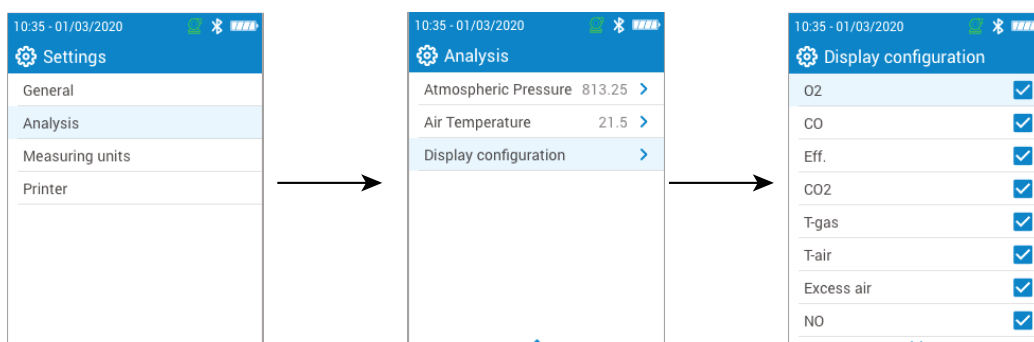 10:35 - 01/03/2020
Settings
General
Analysis
Measuring units
Printer
10:35 - 01/03/2020
Analysis
Atmospheric Pressure 813.25
Air Temperature 21.5
Display configuration
10:35 - 01/03/2020
Display configuration
O2
CO
Eff.
CO2
T-gas
T-air
Excess air
NO